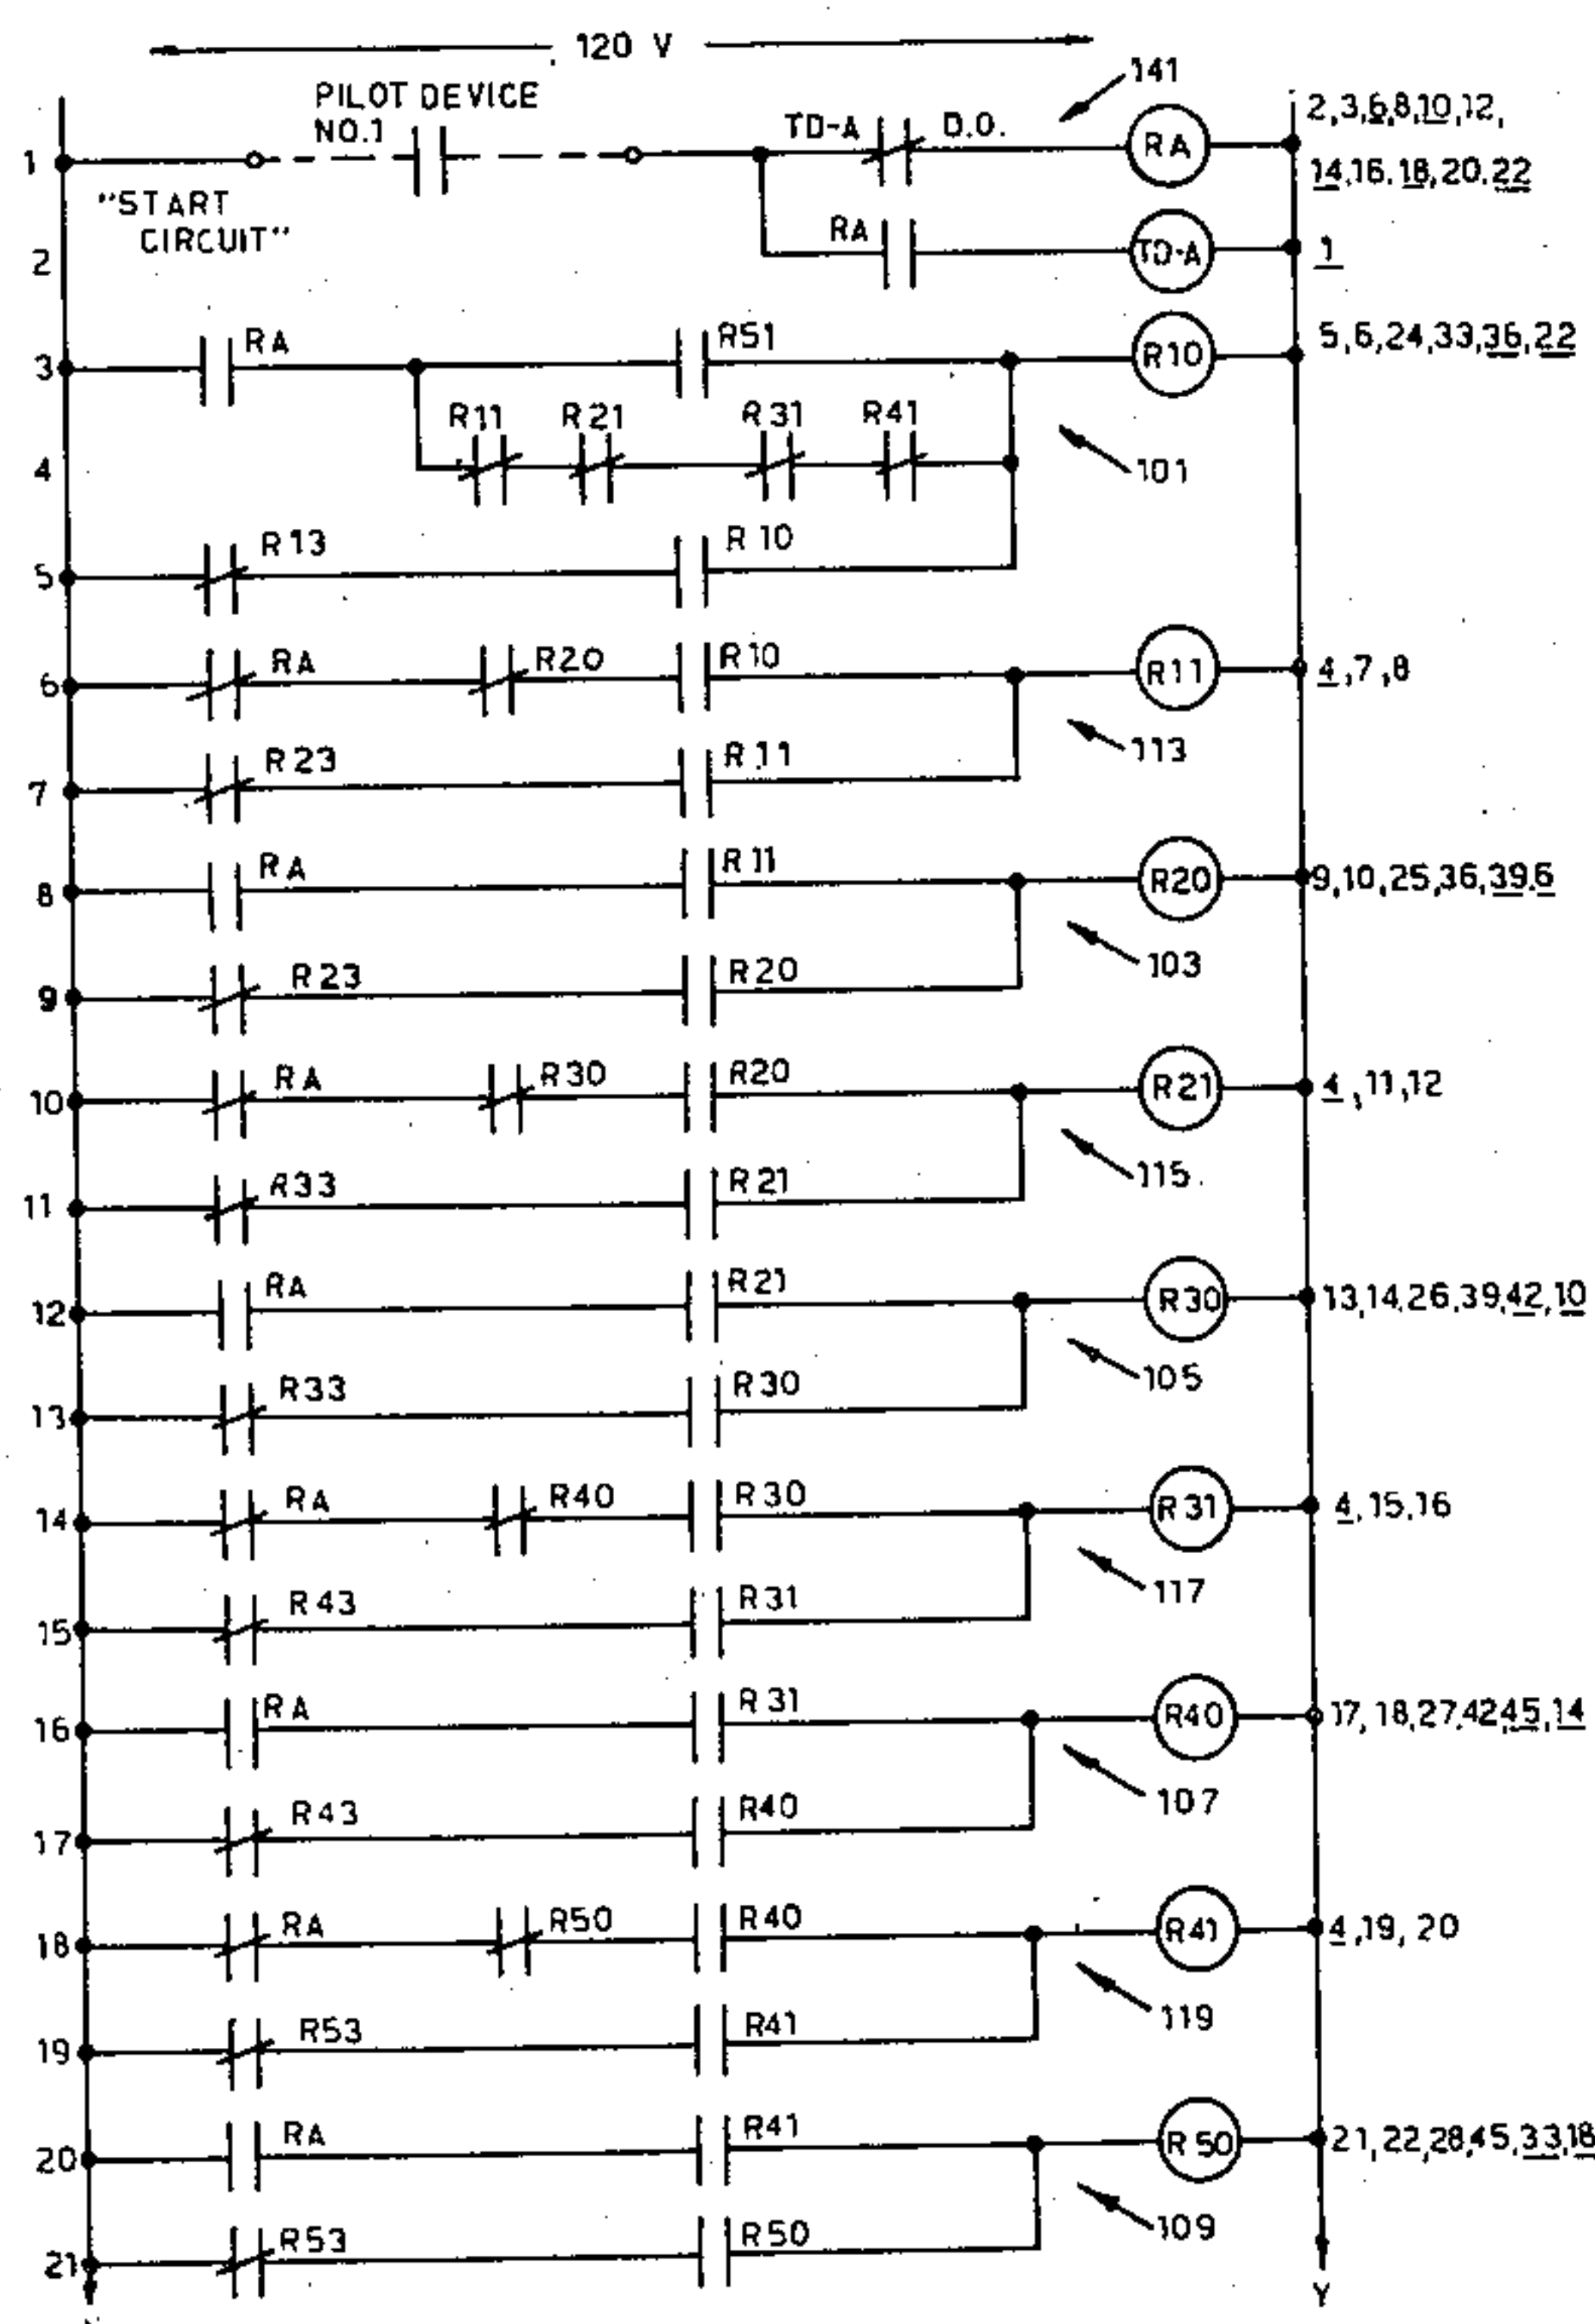 120 V
141
PILOT DEVICE
NO.1
TD-A D.O. RA 2,3,6,8,10,12,
1
14,16,18,20,22
"START
CIRCUIT"
2 RA TD-A 1
3 RA R51 R10 5,6,24,33,36,22
4 R11 R21 R31 R41
101
5 R13 R10
6 RA R20 R10 R11 4,7,8
113
7 R23 R11
8 RA R11 R20 9,10,25,36,39,6
103
9 R23 R20
10 RA R30 R20 R21 4,11,12
115
11 R33 R21
12 RA R21 R30 13,14,26,39,42,10
105
13 R33 R30
14 RA R40 R30 R31 4,15,16
117
15 R43 R31
16 RA R31 R40 17,18,27,42,45,14
107
17 R43 R40
18 RA R50 R40 R41 4,19,20
119
19 R53 R41
20 RA R41 R50 21,22,28,45,33,18
109
21 R53 R50
Y